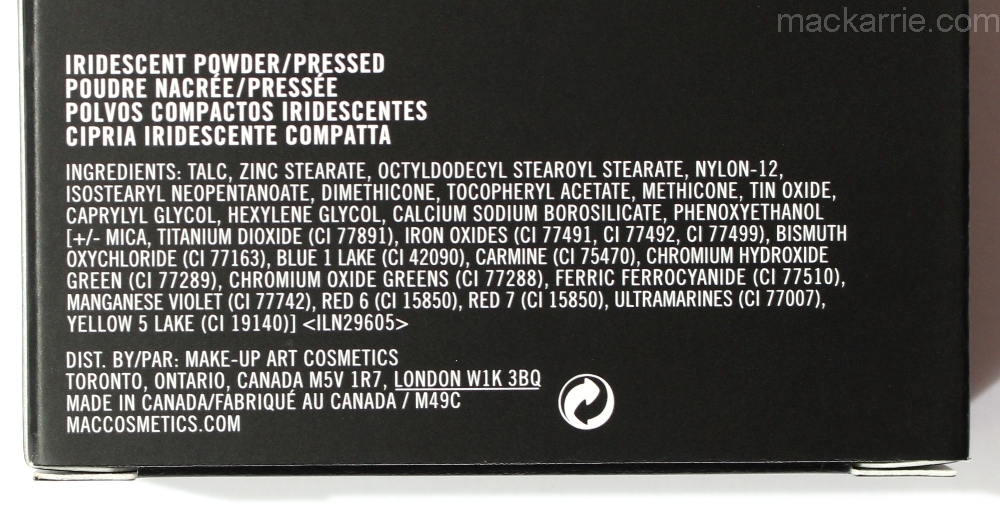 mackarrie.com
IRIDESCENT POWDER/PRESSED
POUDRE NACRÉE/PRESSÉE
POLVOS COMPACTOS IRIDESCENTES
CIPRIA IRIDESCENTE COMPATTA
INGREDIENTS: TALC, ZINC STEARATE, OCTYLDODECYL STEAROYL STEARATE, NYLON-12,
ISOSTEARYL NEOPENTANOATE, DIMETHICONE, TOCOPHERYL ACETATE, METHICONE, TIN OXIDE,
CAPRYLYL GLYCOL, HEXYLENE GLYCOL, CALCIUM SODIUM BOROSILICATE, PHENOXYETHANOL
[+/- MICA, TITANIUM DIOXIDE (CI 77891), IRON OXIDES (CI 77491, CI 77492, CI 77499), BISMUTH
OXYCHLORIDE (CI 77163), BLUE 1 LAKE (CI 42090), CARMINE (CI 75470), CHROMIUM HYDROXIDE
GREEN (CI 77289), CHROMIUM OXIDE GREENS (CI 77288), FERRIC FERROCYANIDE (CI 77510),
MANGANESE VIOLET (CI 77742), RED 6 (CI 15850), RED 7 (CI 15850), ULTRAMARINES (CI 77007),
YELLOW 5 LAKE (CI 19140)] <ILN29605>
DIST. BY/PAR: MAKE-UP ART COSMETICS
TORONTO, ONTARIO, CANADA M5V 1R7, LONDON W1K 3BQ
MADE IN CANADA/FABRIQUÉ AU CANADA / M49C
MACCOSMETICS.COM